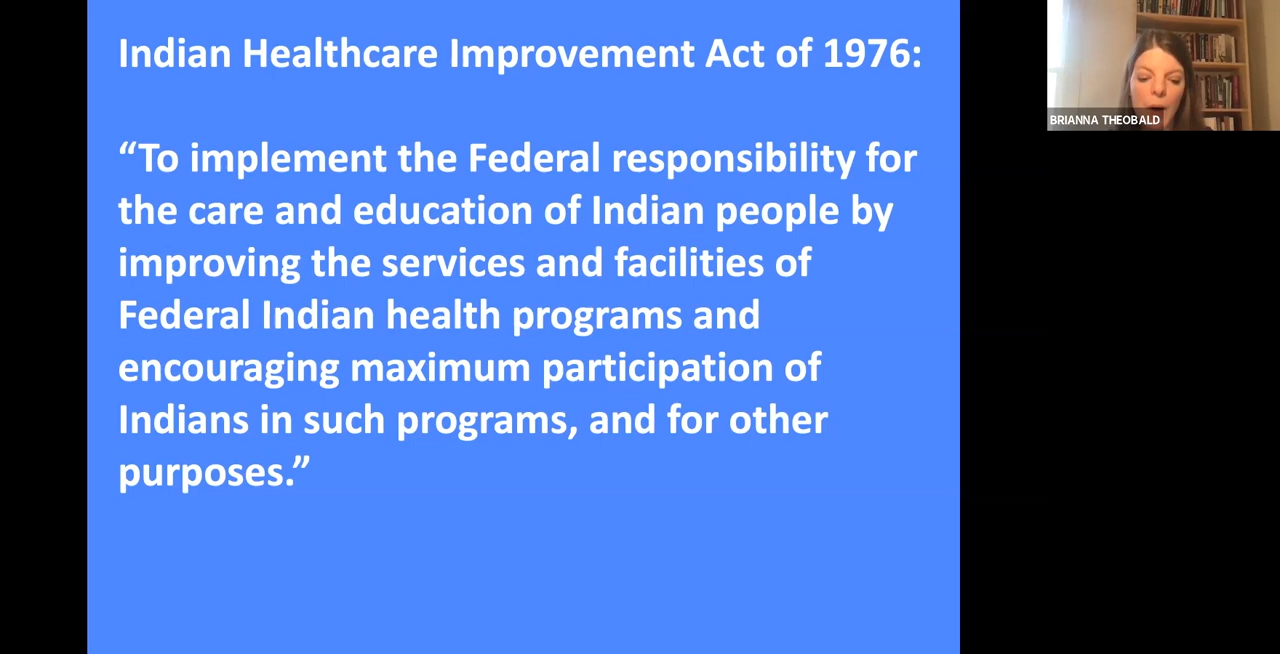 Indian Healthcare Improvement Act of 1976:
“To implement the Federal responsibility for
the care and education of Indian people by
improving the services and facilities of
Federal Indian health programs and
encouraging maximum participation of
Indians in such programs, and for other
purposes.”
BRIANNA THEOBALD